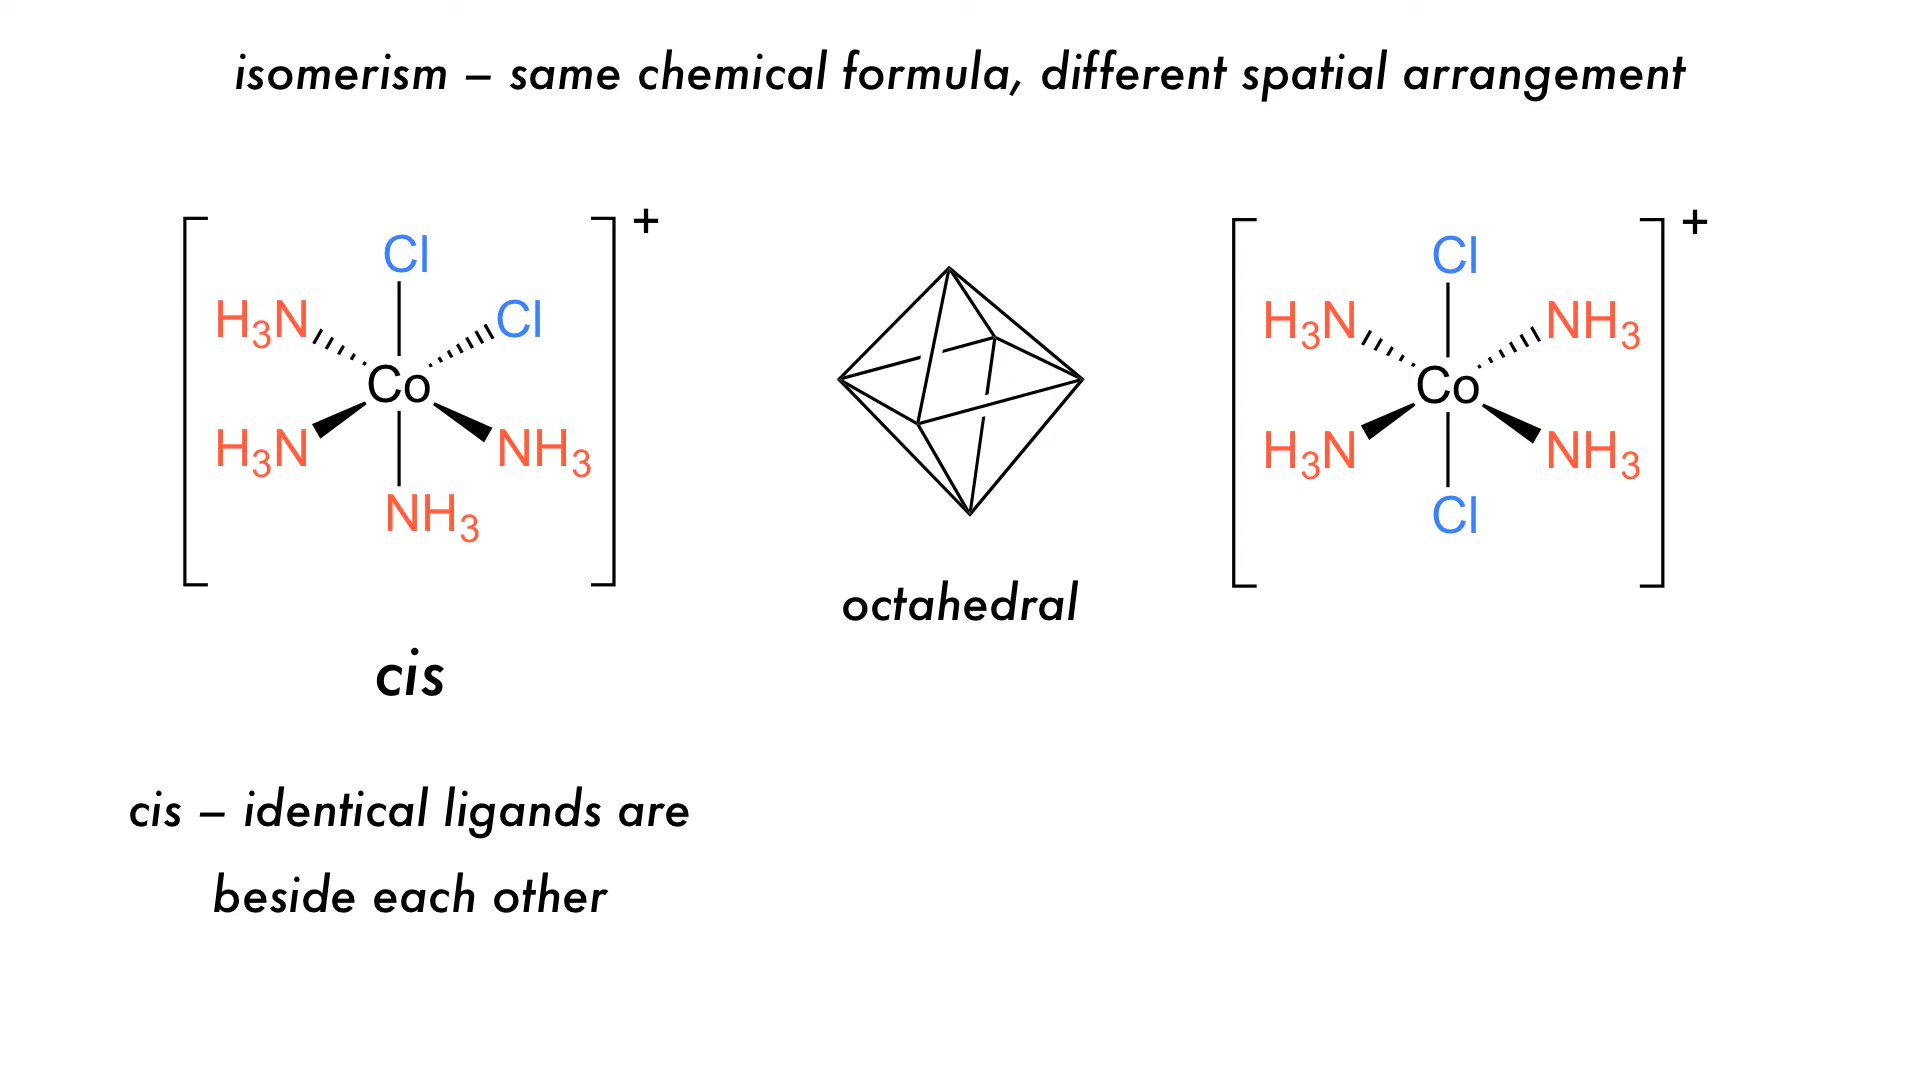 isomerism – same chemical formula, different spatial arrangement
+
Cl
H₃N Cl
Co
H₃N NH₃
NH₃
cis
cis – identical ligands are
beside each other
octahedral
+
Cl
H₃N NH₃
Co
H₃N NH₃
Cl